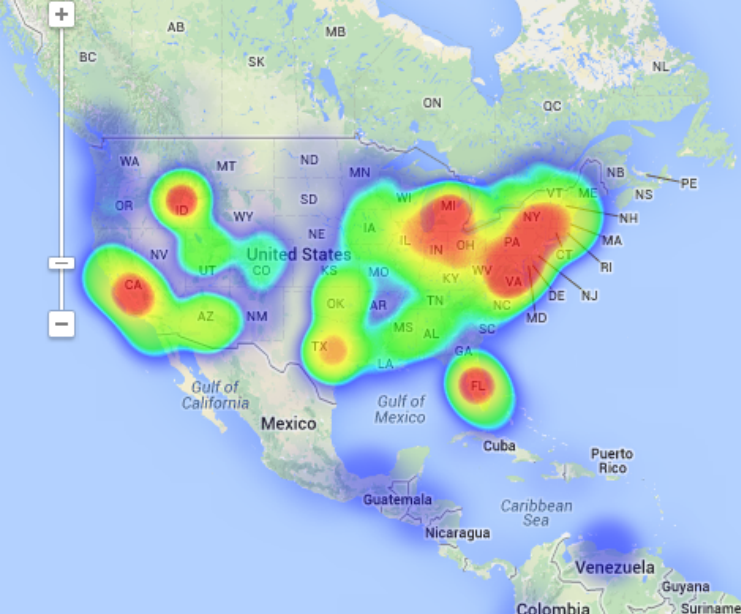 +
AB
MB
BC
SK
NL
ON
QC
WA
MT
ND
MN
NB
PE
OR
ID
WY
SD
WI
MI
VT
ME
NS
NH
NV
NE
IA
IL
IN
OH
PA
NY
MA
CT
RI
United States
UT
CO
KS
MO
KY
WV
VA
DE
NJ
MD
CA
AZ
NM
OK
AR
TN
NC
TX
MS
AL
SC
LA
GA
FL
−
−
Gulf of
California
Gulf of
Mexico
Mexico
Cuba
Puerto
Rico
Guatemala
Caribbean
Sea
Nicaragua
Venezuela
Guyana
Colombia
Suriname